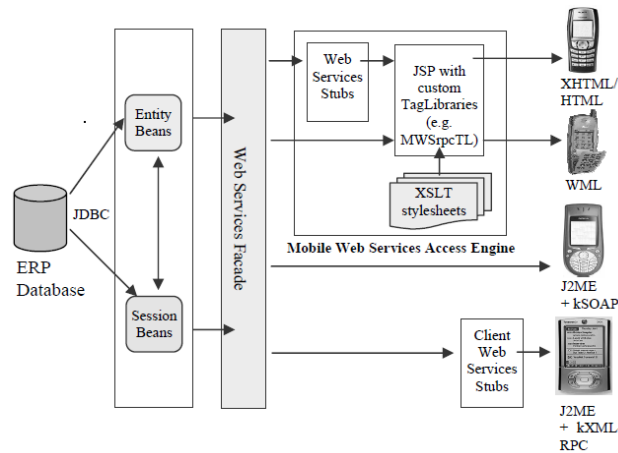 ERP
Database
JDBC
Entity
Beans
Session
Beans
Web Services Facade
Web
Services
Stubs
JSP with
custom
TagLibraries
(e.g.
MWSrpcTL)
XSLT
stylesheets
Mobile Web Services Access Engine
Client
Web
Services
Stubs
XHTML/
HTML
WML
J2ME
+ kSOAP
J2ME
+ kXML
RPC